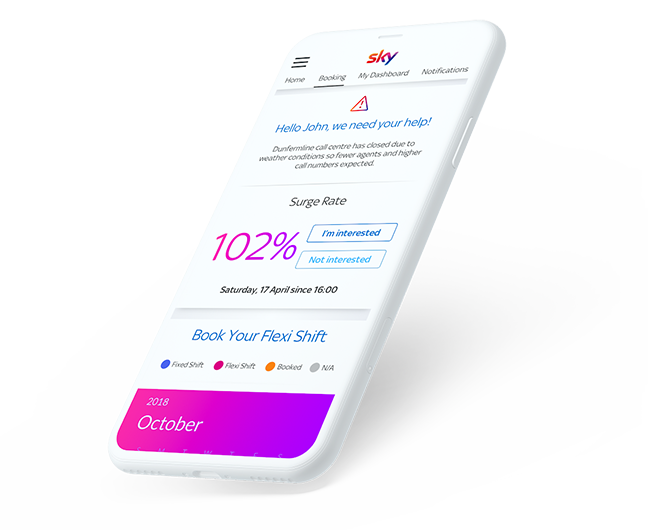 sky
Home Booking My Dashboard Notifications
Hello John, we need your help!
Dunfermline call centre has closed due to
weather conditions so fewer agents and higher
call numbers expected.
Surge Rate
102%
I'm interested
Not interested
Saturday, 17 April since 16:00
Book Your Flexi Shift
Fixed Shift Flexi Shift Booked N/A
2018
October
S M T W T F S